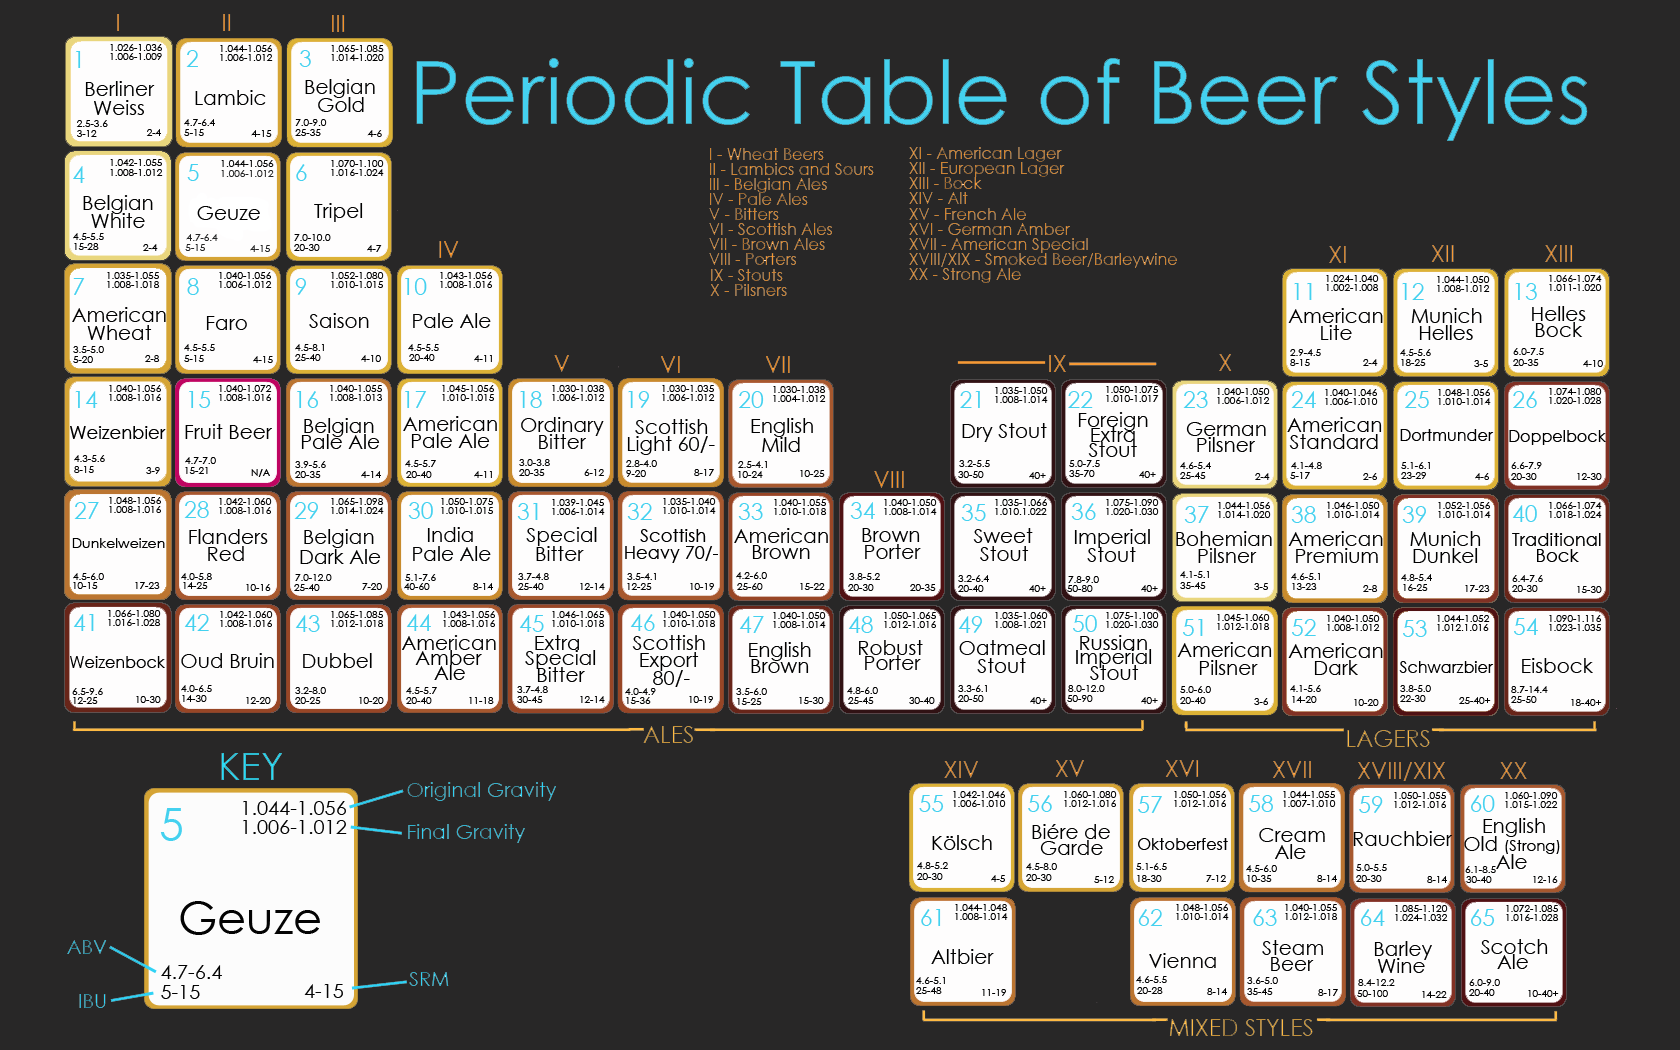 I
II
III
Periodic Table of Beer Styles
1
1.026-1.036
1.006-1.009
Berliner
Weiss
2.5-3.6
3-12
2-4
2
1.044-1.056
1.006-1.012
Lambic
4.7-6.4
5-15
4-15
3
1.065-1.085
1.014-1.020
Belgian
Gold
7.0-9.0
25-35
4-6
I - Wheat Beers
II - Lambics and Sours
III - Belgian Ales
IV - Pale Ales
V - Bitters
VI - Scottish Ales
VII - Brown Ales
VIII - Porters
IX - Stouts
X - Pilsners
XI - American Lager
XII - European Lager
XIII - Bock
XIV - Alt
XV - French Ale
XVI - German Amber
XVII - American Special
XVIII/XIX - Smoked Beer/Barleywine
XX - Strong Ale
4
1.042-1.055
1.008-1.012
Belgian
White
4.5-5.5
15-28
2-4
5
1.044-1.056
1.006-1.012
Geuze
4.7-6.4
5-15
4-15
6
1.070-1.100
1.016-1.024
Tripel
7.0-10.0
20-30
4-7
IV
XI
XII
XIII
7
1.035-1.055
1.008-1.018
American
Wheat
3.5-5.0
5-20
2-8
8
1.040-1.056
1.006-1.012
Faro
4.5-5.5
5-15
4-15
9
1.052-1.080
1.010-1.015
Saison
4.5-8.1
25-40
4-10
10
1.043-1.056
1.008-1.016
Pale Ale
4.5-5.5
20-40
4-11
11
1.024-1.040
1.002-1.008
American
Lite
2.9-4.5
8-15
2-4
12
1.044-1.050
1.008-1.012
Munich
Helles
4.5-5.6
18-25
3-5
13
1.066-1.074
1.011-1.020
Helles
Bock
6.0-7.5
20-35
4-10
V
VI
VII
IX
X
14
1.040-1.056
1.008-1.016
Weizenbier
4.3-5.6
8-15
3-9
15
1.040-1.072
1.008-1.016
Fruit Beer
4.7-7.0
15-21
N/A
16
1.040-1.055
1.008-1.013
Belgian
Pale Ale
3.9-5.6
20-35
4-14
17
1.045-1.056
1.010-1.015
American
Pale Ale
4.5-5.7
20-40
4-11
18
1.030-1.038
1.006-1.012
Ordinary
Bitter
3.0-3.8
20-35
6-12
19
1.030-1.035
1.006-1.012
Scottish
Light 60/-
2.8-4.0
9-20
8-17
20
1.030-1.038
1.004-1.012
English
Mild
2.5-4.1
10-24
10-25
21
1.035-1.050
1.008-1.014
Dry Stout
3.2-5.5
30-50
40+
22
1.050-1.075
1.010-1.017
Foreign
Extra
Stout
5.0-7.5
35-70
40+
23
1.040-1.050
1.006-1.012
German
Pilsner
4.6-5.4
25-45
2-4
24
1.040-1.046
1.006-1.010
American
Standard
4.1-4.8
5-17
2-6
25
1.048-1.056
1.010-1.014
Dortmunder
5.1-6.1
23-29
4-6
26
1.074-1.080
1.020-1.028
Doppelbock
6.6-7.9
20-30
12-30
VIII
27
1.048-1.056
1.008-1.016
Dunkelweizen
4.5-6.0
10-15
17-23
28
1.042-1.060
1.008-1.016
Flanders
Red
4.0-5.8
14-25
10-16
29
1.065-1.098
1.014-1.024
Belgian
Dark Ale
7.0-12.0
25-40
7-20
30
1.050-1.075
1.010-1.015
India
Pale Ale
5.1-7.6
40-60
8-14
31
1.039-1.045
1.006-1.014
Special
Bitter
3.7-4.8
25-40
12-14
32
1.035-1.040
1.010-1.014
Scottish
Heavy 70/-
3.5-4.1
12-25
10-19
33
1.040-1.055
1.010-1.018
American
Brown
4.2-6.0
25-60
15-22
34
1.040-1.050
1.008-1.014
Brown
Porter
3.8-5.2
20-30
20-35
35
1.035-1.066
1.010.1.022
Sweet
Stout
3.2-6.4
20-40
40+
36
1.075-1.090
1.020-1.030
Imperial
Stout
7.8-9.0
50-80
40+
37
1.044-1.056
1.014-1.020
Bohemian
Pilsner
4.1-5.1
35-45
3-5
38
1.046-1.050
1.010-1.014
American
Premium
4.6-5.1
13-23
2-8
39
1.052-1.056
1.010-1.014
Munich
Dunkel
4.8-5.4
16-25
17-23
40
1.066-1.074
1.018-1.024
Traditional
Bock
6.4-7.6
20-30
15-30
41
1.066-1.080
1.016-1.028
Weizenbock
6.5-9.6
12-25
10-30
42
1.042-1.060
1.008-1.016
Oud Bruin
4.0-6.5
14-30
12-20
43
1.065-1.085
1.012-1.018
Dubbel
3.2-8.0
20-25
10-20
44
1.043-1.056
1.008-1.016
American
Amber
Ale
4.5-5.7
20-40
11-18
45
1.046-1.065
1.010-1.018
Extra
Special
Bitter
3.7-4.8
30-45
12-14
46
1.040-1.050
1.010-1.018
Scottish
Export
80/-
4.0-4.9
15-36
10-19
47
1.040-1.050
1.008-1.014
English
Brown
3.5-6.0
15-25
15-30
48
1.050-1.065
1.012-1.016
Robust
Porter
4.8-6.0
25-45
30-40
49
1.035-1.060
1.008-1.021
Oatmeal
Stout
3.3-6.1
20-50
40+
50
1.075-1.100
1.020-1.030
Russian
Imperial
Stout
8.0-12.0
50-90
40+
51
1.045-1.060
1.012-1.018
American
Pilsner
5.0-6.0
20-40
3-6
52
1.040-1.050
1.008-1.012
American
Dark
4.1-5.6
14-20
10-20
53
1.044-1.052
1.012.1.016
Schwarzbier
3.8-5.0
22-30
25-40+
54
1.090-1.116
1.023-1.035
Eisbock
8.7-14.4
25-50
18-40+
ALES
LAGERS
KEY
5
1.044-1.056
1.006-1.012
Geuze
4.7-6.4
5-15
4-15
Original Gravity
Final Gravity
ABV
IBU
SRM
XIV
XV
XVI
XVII
XVIII/XIX
XX
55
1.042-1.046
1.006-1.010
Kölsch
4.8-5.2
20-30
4-5
56
1.060-1.080
1.012-1.016
Biére de
Garde
4.5-8.0
20-30
5-12
57
1.050-1.056
1.012-1.016
Oktoberfest
5.1-6.5
18-30
7-12
58
1.044-1.055
1.007-1.010
Cream
Ale
4.5-6.0
10-35
8-14
59
1.050-1.055
1.012-1.016
Rauchbier
5.0-5.5
20-30
8-14
60
1.060-1.090
1.015-1.022
English
Old (Strong)
Ale
6.1-8.5
30-40
12-16
61
1.044-1.048
1.008-1.014
Altbier
4.6-5.1
25-48
11-19
62
1.048-1.056
1.010-1.014
Vienna
4.6-5.5
20-28
8-14
63
1.040-1.055
1.012-1.018
Steam
Beer
3.6-5.0
35-45
8-17
64
1.085-1.120
1.024-1.032
Barley
Wine
8.4-12.2
50-100
14-22
65
1.072-1.085
1.016-1.028
Scotch
Ale
6.0-9.0
20-40
10-40+
MIXED STYLES